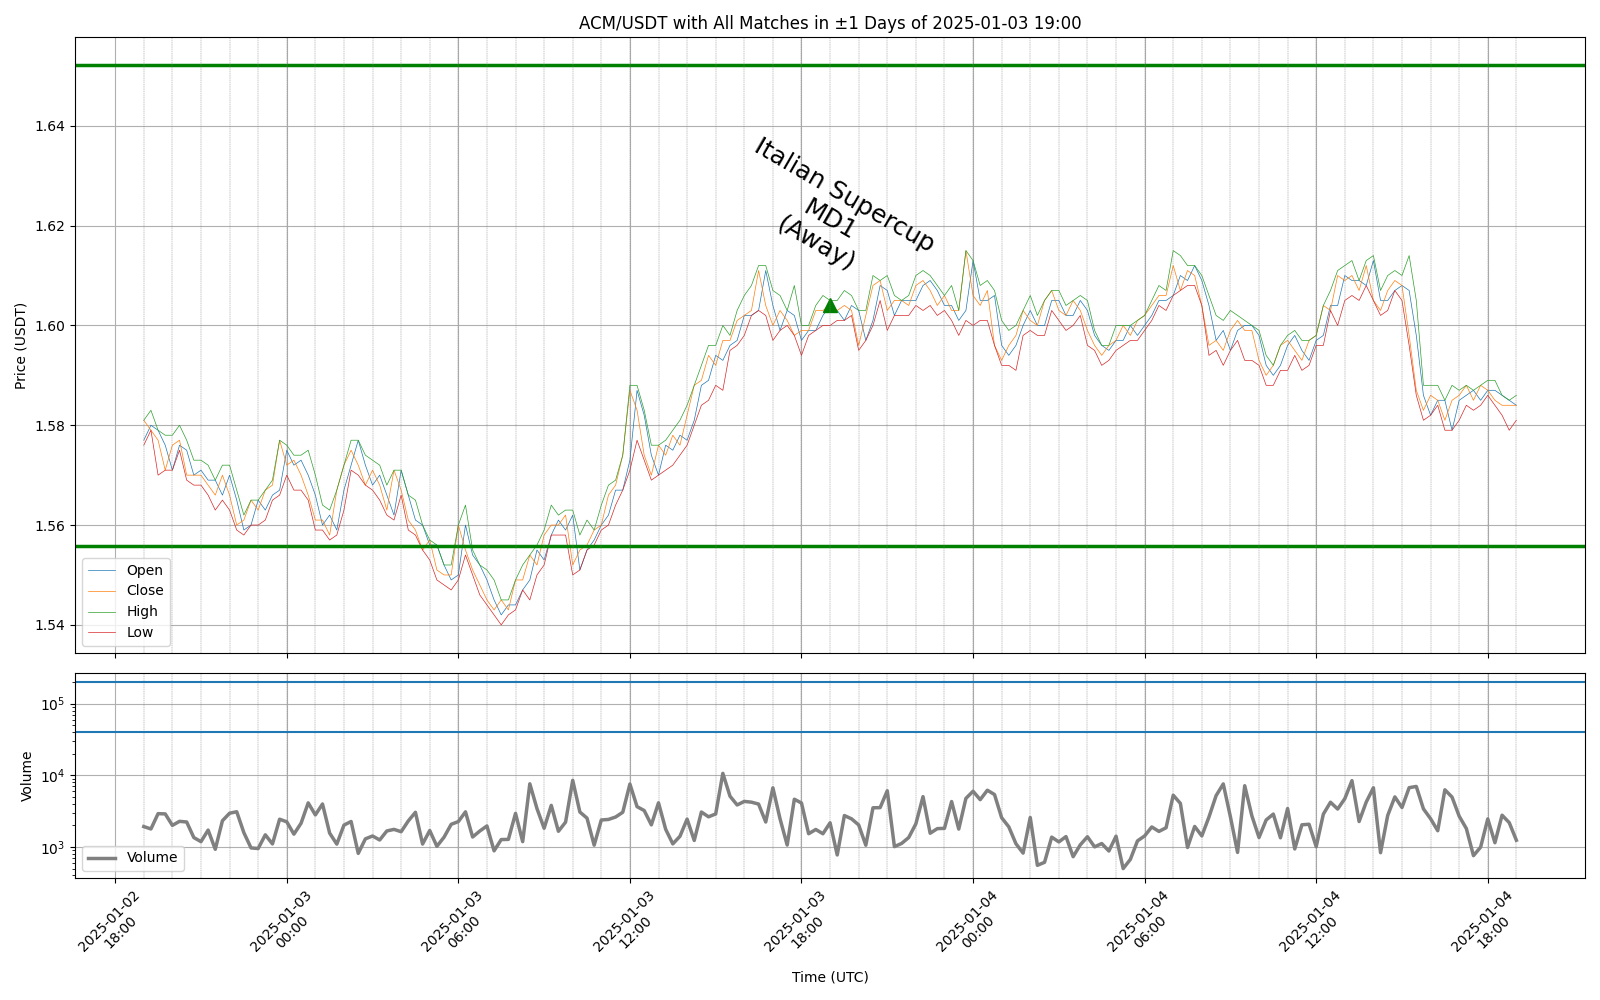 ACM/USDT with All Matches in ±1 Days of 2025-01-03 19:00
Price (USDT)
1.64
1.62
1.60
1.58
1.56
1.54
Italian Supercup
MD1
(Away)
Open
Close
High
Low
Volume
10^5
10^4
10^3
Volume
2025-01-02
18:00
2025-01-03
00:00
2025-01-03
06:00
2025-01-03
12:00
2025-01-03
18:00
2025-01-04
00:00
2025-01-04
06:00
2025-01-04
12:00
2025-01-04
18:00
Time (UTC)